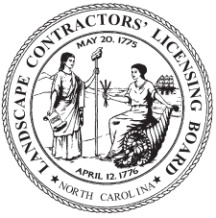 LANDSCAPE CONTRACTORS' LICENSING BOARD
MAY 20, 1775
APRIL 12, 1776
★ NORTH CAROLINA ★